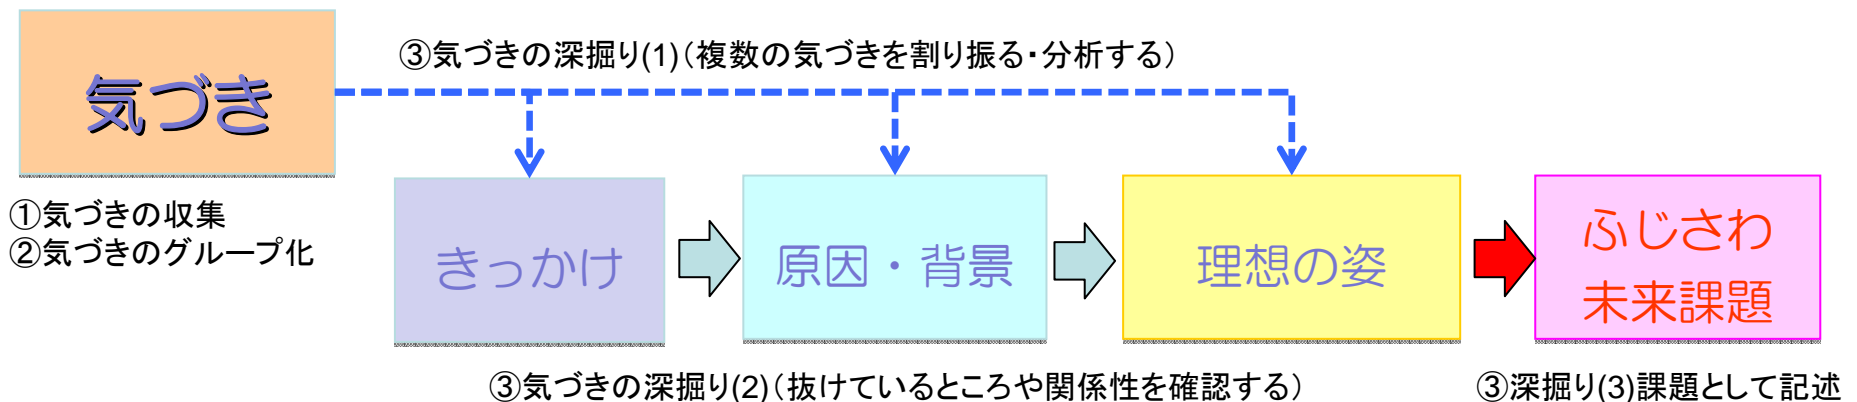 気づき
③気づきの深掘り(1)(複数の気づきを割り振る・分析する)
①気づきの収集
②気づきのグループ化
きっかけ
原因・背景
理想の姿
ふじさわ
未来課題
③気づきの深掘り(2)(抜けているところや関係性を確認する)
③深掘り(3)課題として記述